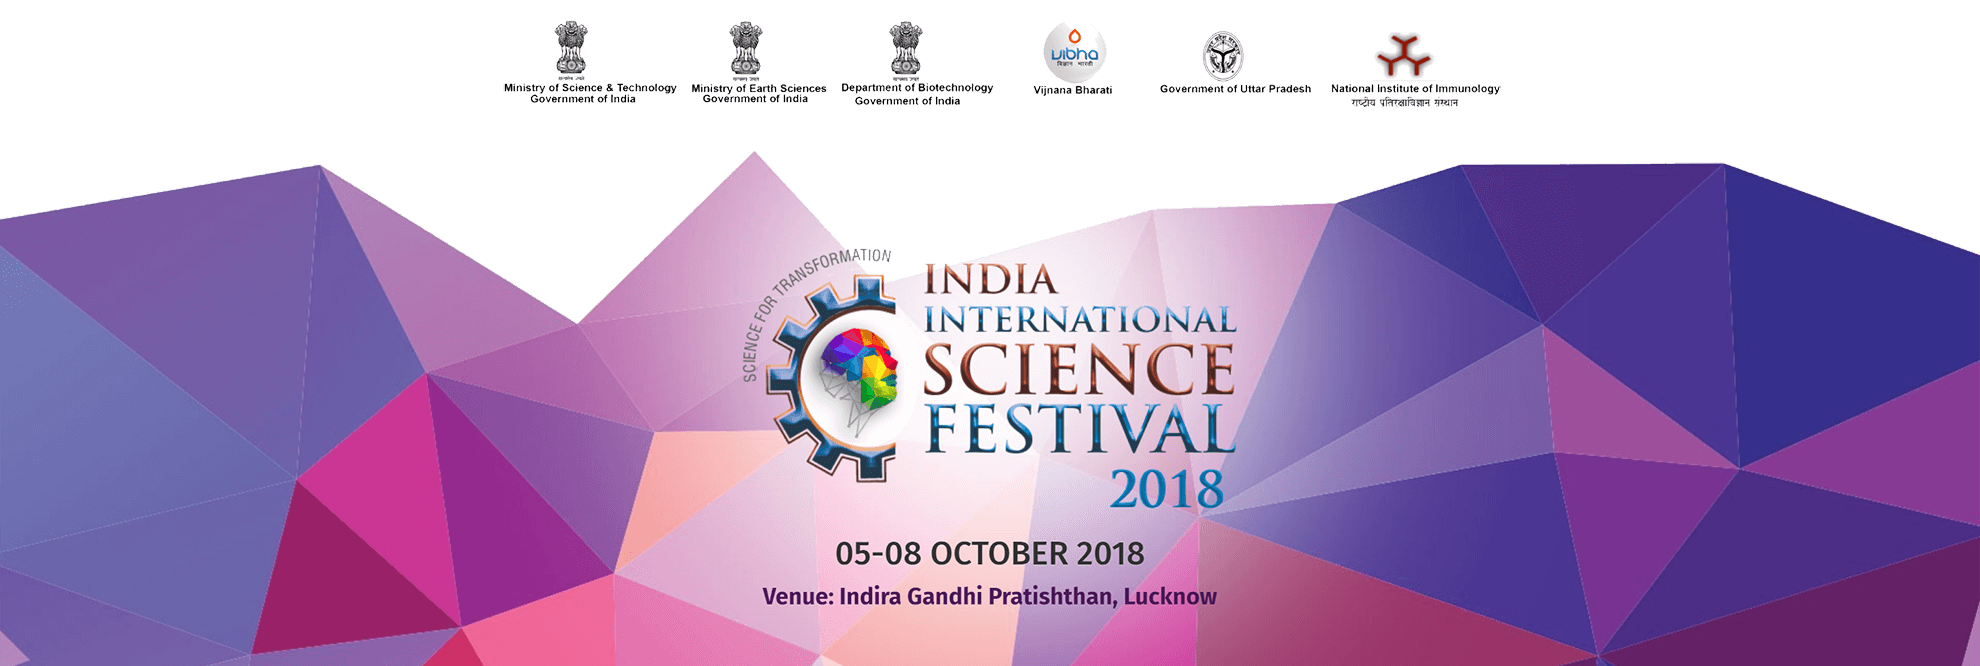 Ministry of Science & Technology
Government of India
Ministry of Earth Sciences
Government of India
Department of Biotechnology
Government of India
vibha
विज्ञान भारती
Vijnana Bharati
Government of Uttar Pradesh
National Institute of Immunology
राष्ट्रीय प्रतिरक्षाविज्ञान संस्थान
SCIENCE FOR TRANSFORMATION
INDIA
INTERNATIONAL
SCIENCE
FESTIVAL
2018
05-08 OCTOBER 2018
Venue: Indira Gandhi Pratishthan, Lucknow